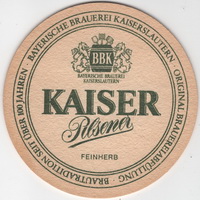 BAYERISCHE BRAUEREI KAISERSLAUTERN · ORIGINAL BRAUEREIABFÜLLUNG · BRAUTRADITION SEIT ÜBER 100 JAHREN ·
BBK
BAYERISCHE BRAUEREI
KAISERSLAUTERN
KAISER
Pilsener
FEINHERB